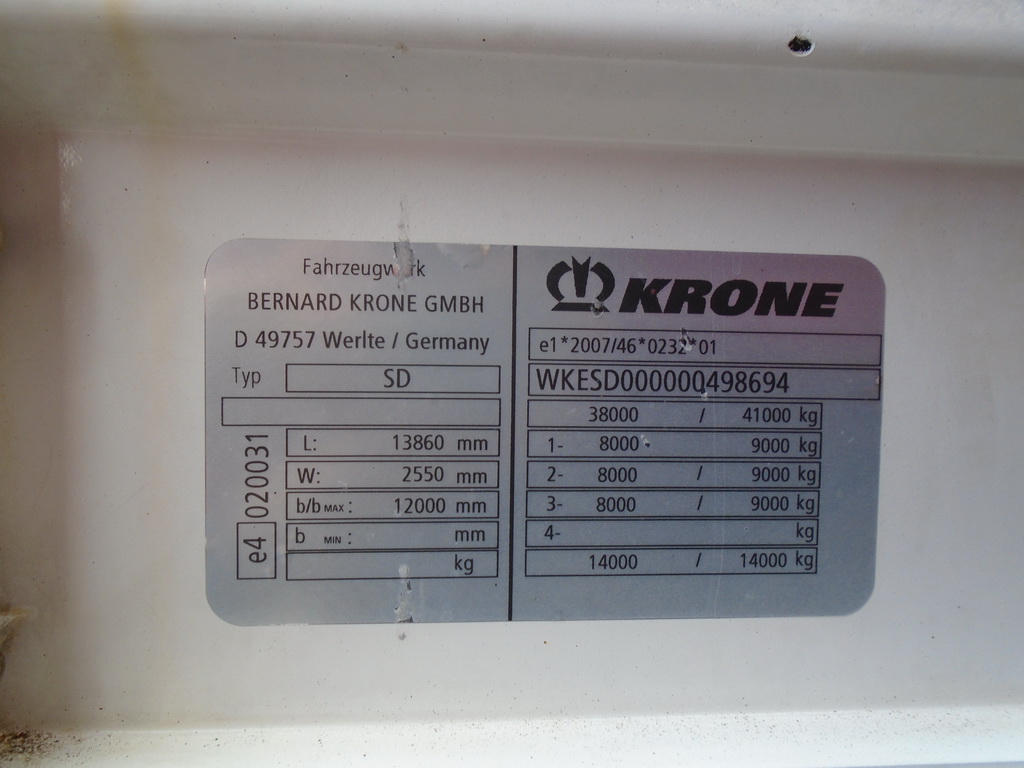 Fahrzeugwerk
BERNARD KRONE GMBH
D 49757 Werlte / Germany
Typ SD
L: 13860 mm
W: 2550 mm
b/b MAX : 12000 mm
b MIN : mm
kg
e4 020031
KRONE
e1*2007/46*0232*01
WKESD000000498694
38000 / 41000 kg
1- 8000 9000 kg
2- 8000 / 9000 kg
3- 8000 / 9000 kg
4- kg
14000 / 14000 kg